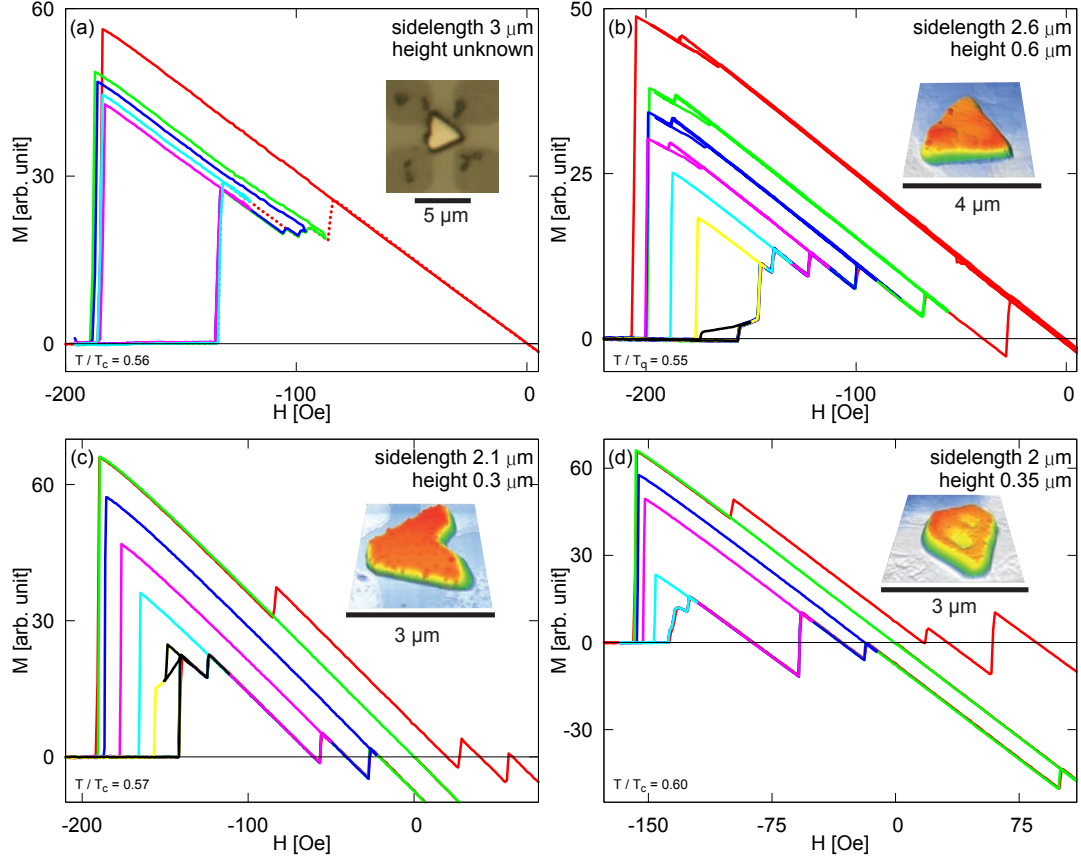 (a)
sidelength 3 μm
height unknown
M [arb. unit]
60
30
0
5 μm
T / Tc = 0.56
-200
-100
0
H [Oe]
(b)
sidelength 2.6 μm
height 0.6 μm
M [arb. unit]
50
25
0
4 μm
T / Tq = 0.55
-200
-100
0
H [Oe]
(c)
sidelength 2.1 μm
height 0.3 μm
M [arb. unit]
60
30
0
3 μm
T / Tc = 0.57
-200
-100
0
H [Oe]
(d)
sidelength 2 μm
height 0.35 μm
M [arb. unit]
60
30
0
-30
3 μm
T / Tc = 0.60
-150
-75
0
75
H [Oe]